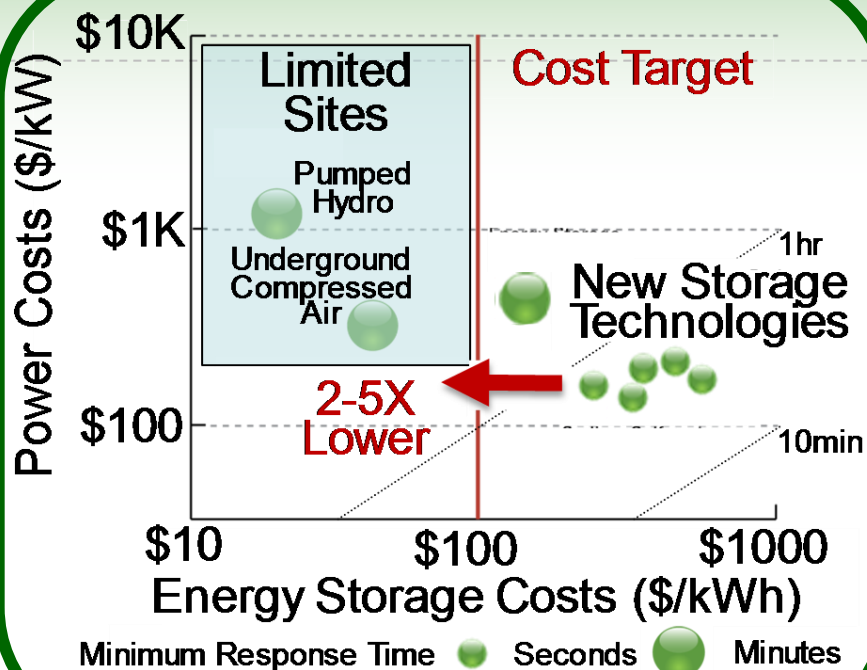 $10K
Limited
Sites
Cost Target
Pumped
Hydro
$1K
Underground
Compressed
Air
1hr
New Storage
Technologies
2-5X
Lower
$100
10min
Power Costs ($/kW)
$10
$100
$1000
Energy Storage Costs ($/kWh)
Minimum Response Time
Seconds
Minutes